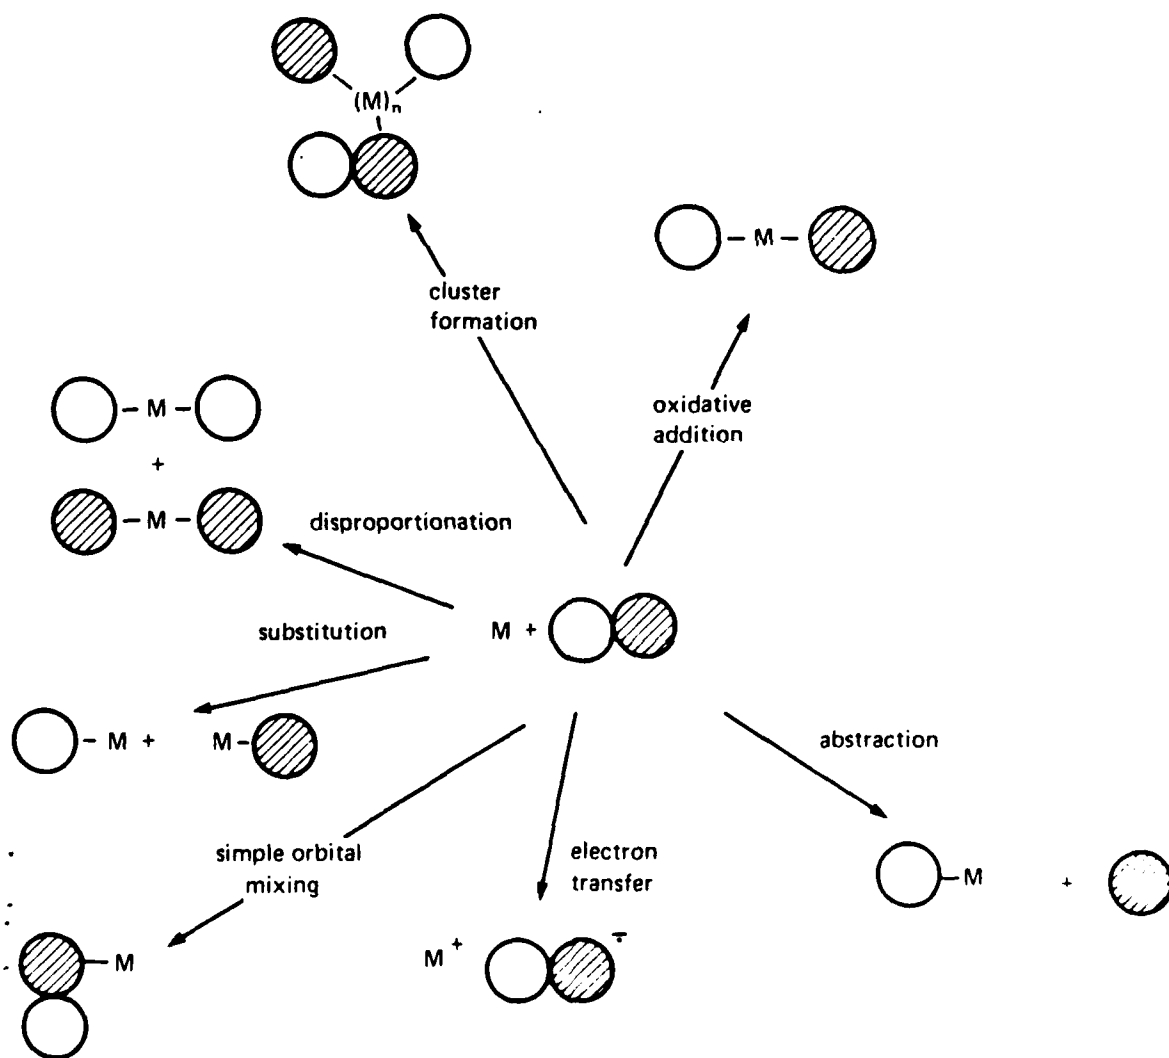 (M)n
cluster
formation
– M –
oxidative
addition
– M –
+
– M –
disproportionation
M +
substitution
– M + M –
abstraction
simple orbital
mixing
electron
transfer
– M +
– M
M + –.